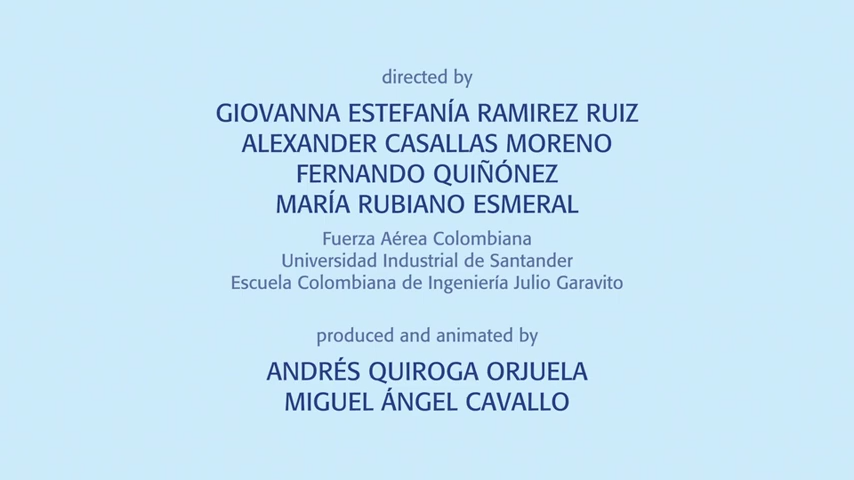 directed by
GIOVANNA ESTEFANÍA RAMIREZ RUIZ
ALEXANDER CASALLAS MORENO
FERNANDO QUIÑÓNEZ
MARÍA RUBIANO ESMERAL
Fuerza Aérea Colombiana
Universidad Industrial de Santander
Escuela Colombiana de Ingeniería Julio Garavito
produced and animated by
ANDRÉS QUIROGA ORJUELA
MIGUEL ÁNGEL CAVALLO